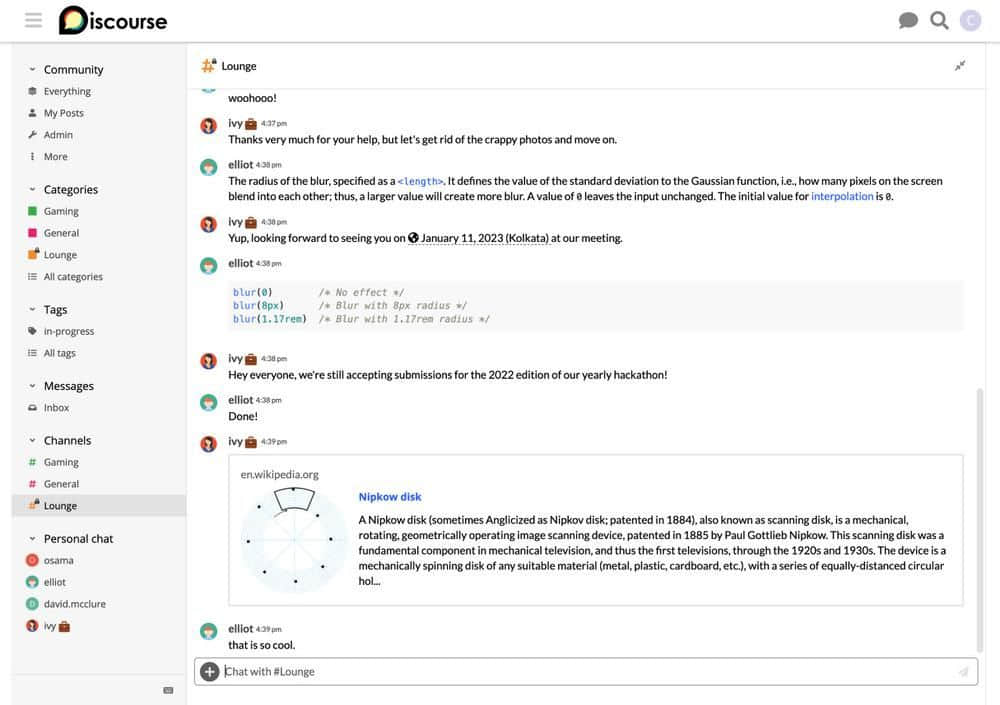 Discourse
C
Community
Everything
My Posts
Admin
More
Categories
Gaming
General
Lounge
All categories
Tags
in-progress
All tags
Messages
Inbox
Channels
# Gaming
# General
# Lounge
Personal chat
osama
elliot
D david.mcclure
ivy
# Lounge
woohooo!
ivy 4:37 pm
Thanks very much for your help, but let's get rid of the crappy photos and move on.
elliot 4:38 pm
The radius of the blur, specified as a <length>. It defines the value of the standard deviation to the Gaussian function, i.e., how many pixels on the screen
blend into each other; thus, a larger value will create more blur. A value of 0 leaves the input unchanged. The initial value for interpolation is 0.
ivy 4:38 pm
Yup, looking forward to seeing you on January 11, 2023 (Kolkata) at our meeting.
elliot 4:38 pm
blur(0) /* No effect */
blur(8px) /* Blur with 8px radius */
blur(1.17rem) /* Blur with 1.17rem radius */
ivy 4:38 pm
Hey everyone, we're still accepting submissions for the 2022 edition of our yearly hackathon!
elliot 4:38 pm
Done!
ivy 4:39 pm
en.wikipedia.org
Nipkow disk
A Nipkow disk (sometimes Anglicized as Nipkov disk; patented in 1884), also known as scanning disk, is a mechanical,
rotating, geometrically operating image scanning device, patented in 1885 by Paul Gottlieb Nipkow. This scanning disk was a
fundamental component in mechanical television, and thus the first televisions, through the 1920s and 1930s. The device is a
mechanically spinning disk of any suitable material (metal, plastic, cardboard, etc.), with a series of equally-distanced circular
hol...
elliot 4:39 pm
that is so cool.
Chat with #Lounge